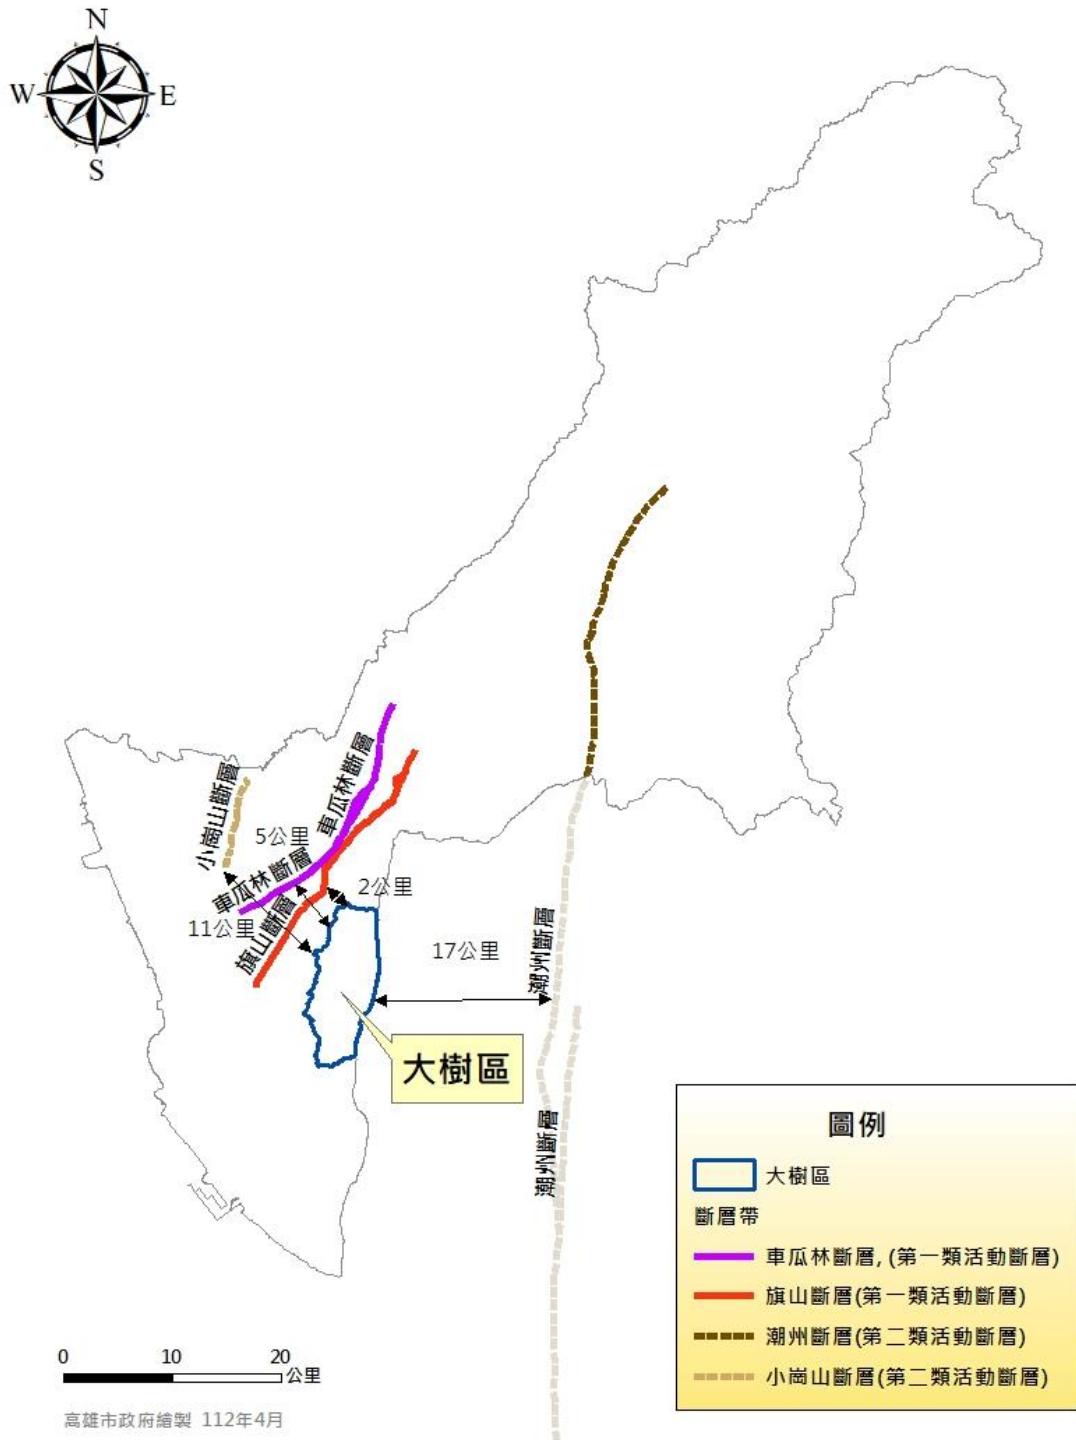 N
W E
S
車瓜林斷層
小崗山斷層
5公里
車瓜林斷層
2公里
11公里
旗山斷層
17公里
潮州斷層
大樹區
潮州斷層
圖例
大樹區
斷層帶
車瓜林斷層, (第一類活動斷層)
旗山斷層(第一類活動斷層)
潮州斷層(第二類活動斷層)
小崗山斷層(第二類活動斷層)
0 10 20
公里
高雄市政府繪製 112年4月